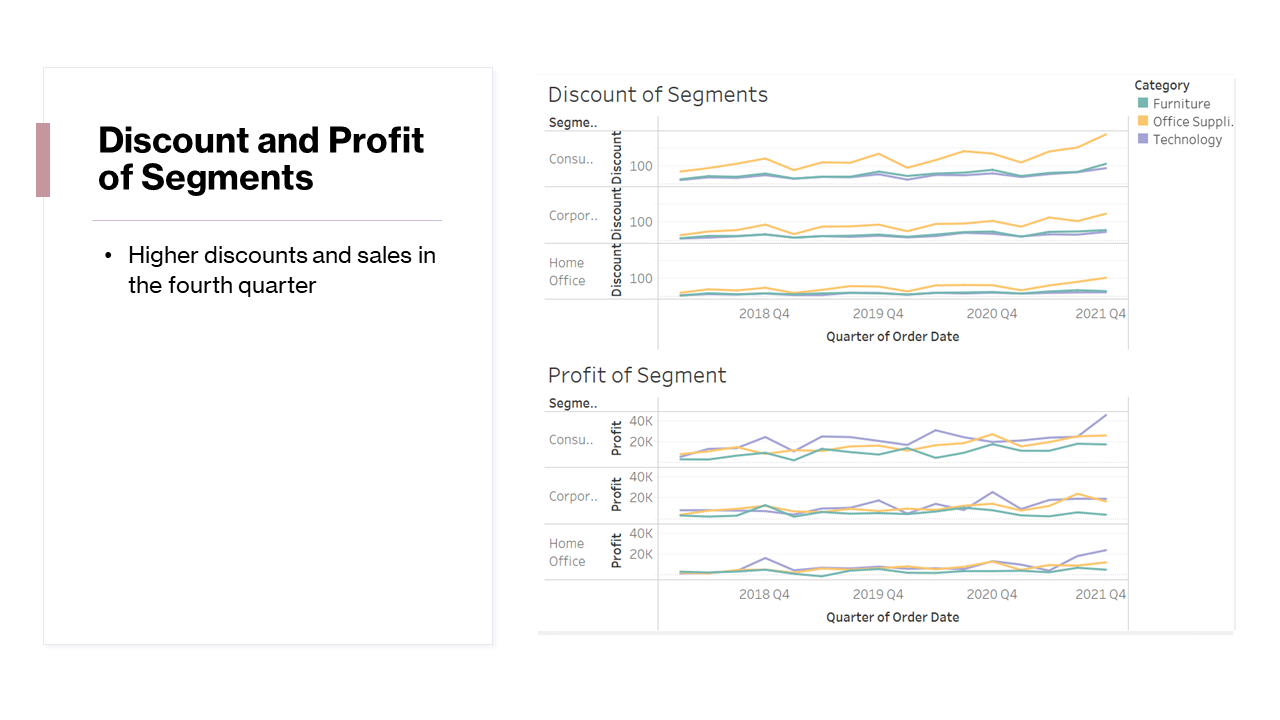 Discount and Profit
of Segments
• Higher discounts and sales in
the fourth quarter
Discount of Segments
Segme..
Consu..
Discount
100
Corpor..
Discount
100
Home
Office
Discount
100
2018 Q4 2019 Q4 2020 Q4 2021 Q4
Quarter of Order Date
Category
Furniture
Office Suppli.
Technology
Profit of Segment
Segme..
Consu..
Profit
40K
20K
Corpor..
Profit
40K
20K
Home
Office
Profit
40K
20K
2018 Q4 2019 Q4 2020 Q4 2021 Q4
Quarter of Order Date